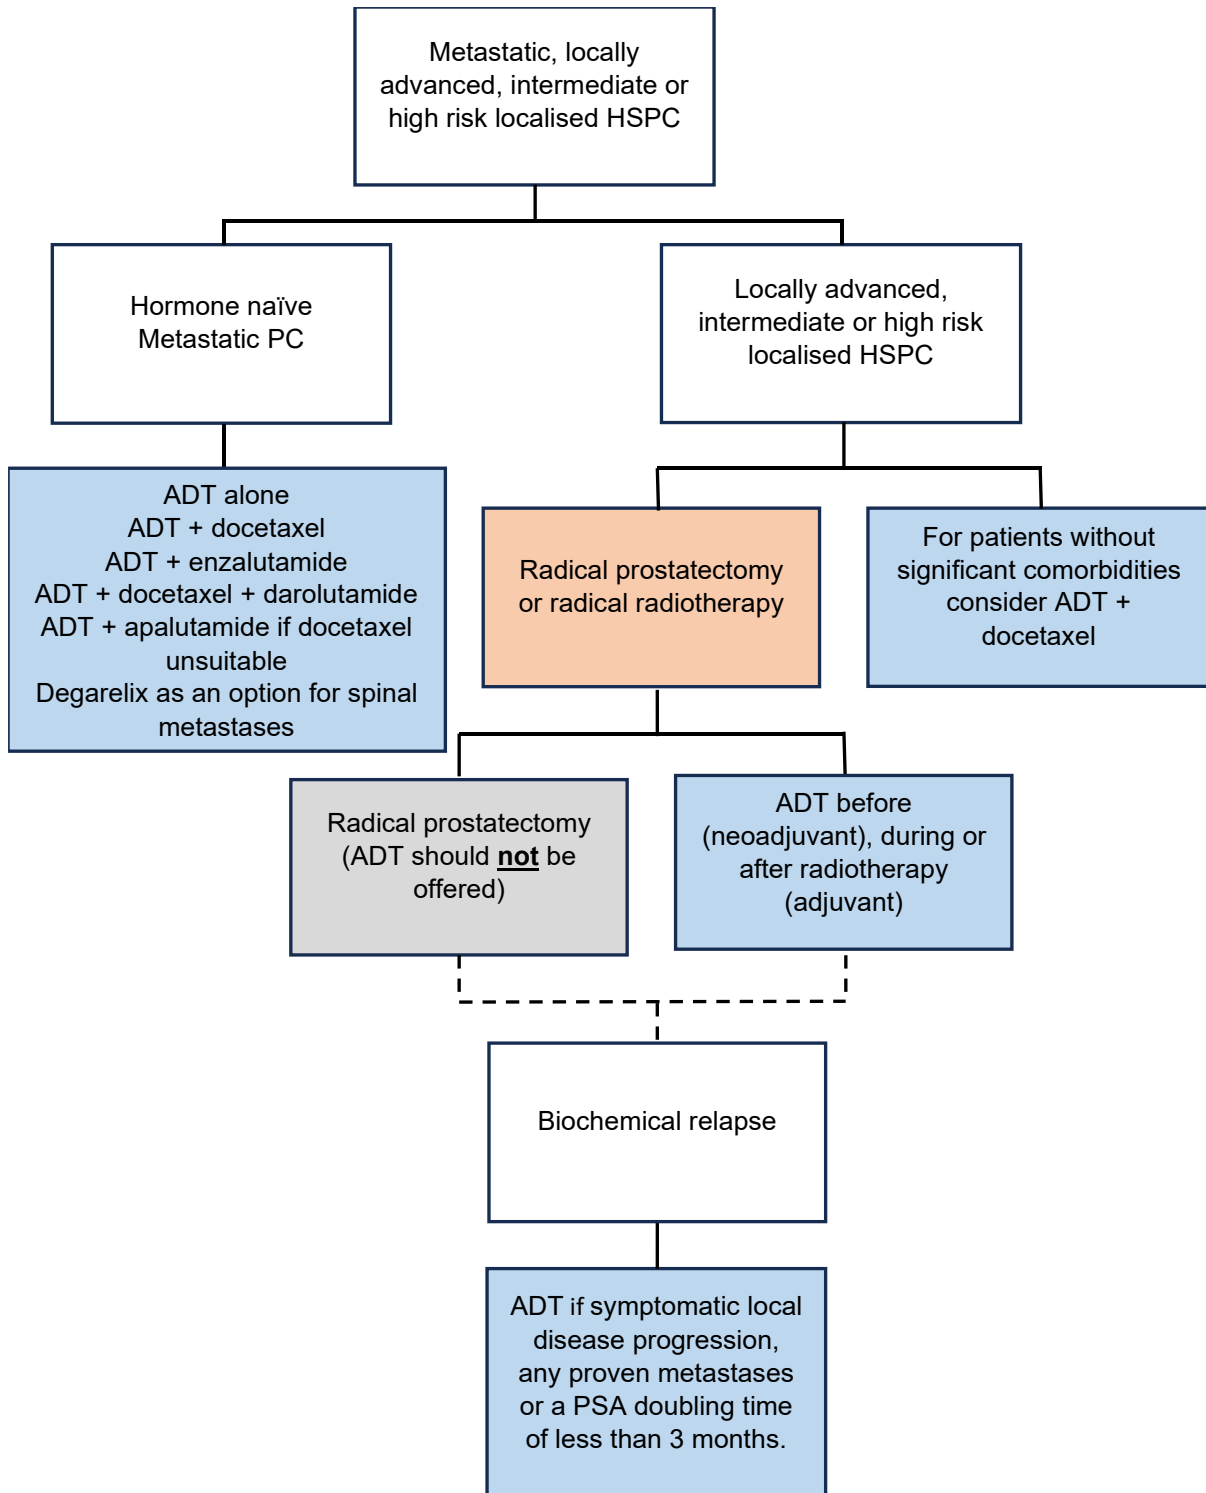 Metastatic, locally
advanced, intermediate or
high risk localised HSPC
Hormone naïve
Metastatic PC
Locally advanced,
intermediate or high risk
localised HSPC
ADT alone
ADT + docetaxel
ADT + enzalutamide
ADT + docetaxel + darolutamide
ADT + apalutamide if docetaxel
unsuitable
Degarelix as an option for spinal
metastases
Radical prostatectomy
or radical radiotherapy
For patients without
significant comorbidities
consider ADT +
docetaxel
Radical prostatectomy
(ADT should not be
offered)
ADT before
(neoadjuvant), during or
after radiotherapy
(adjuvant)
Biochemical relapse
ADT if symptomatic local
disease progression,
any proven metastases
or a PSA doubling time
of less than 3 months.